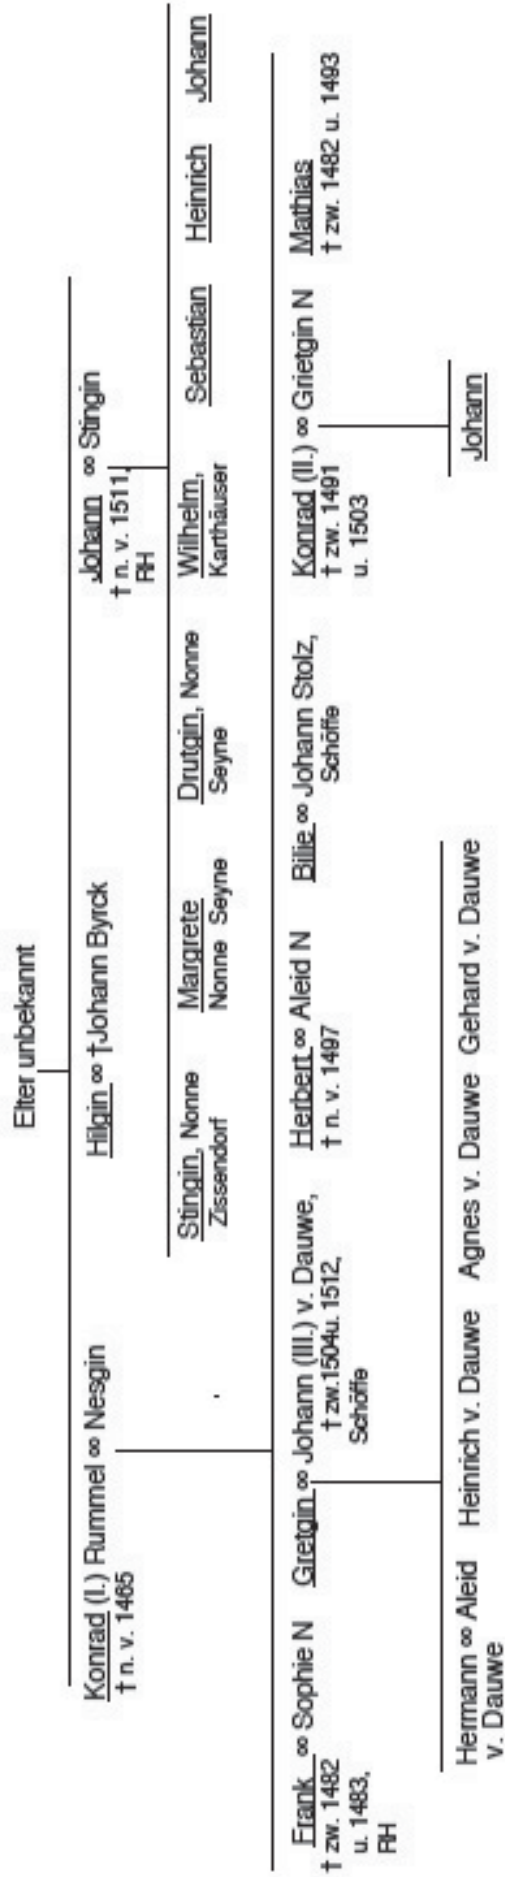 Elter unbekannt
Konrad (I.) Rummel ∞ Nesgin
† n. v. 1465
Hilgin ∞ †Johann Byrck
Johann ∞ Stingin
† n. v. 1511,
RH
Stingin, Nonne
Zissendorf
Margrete
Nonne Seyne
Drutgin, Nonne
Seyne
Wilhelm,
Karthäuser
Sebastian
Heinrich
Johann
Frank ∞ Sophie N
† zw. 1482
u. 1483,
RH
Gretgin ∞ Johann (III.) v. Dauwe,
† zw.1504u. 1512,
Schöffe
Herbert ∞ Aleid N
† n. v. 1497
Bilie ∞ Johann Stolz,
Schöffe
Konrad (II.) ∞ Grietgin N
† zw. 1491
u. 1503
Mathias
† zw. 1482 u. 1493
Hermann ∞ Aleid
v. Dauwe
Heinrich v. Dauwe
Agnes v. Dauwe
Gehard v. Dauwe
Johann